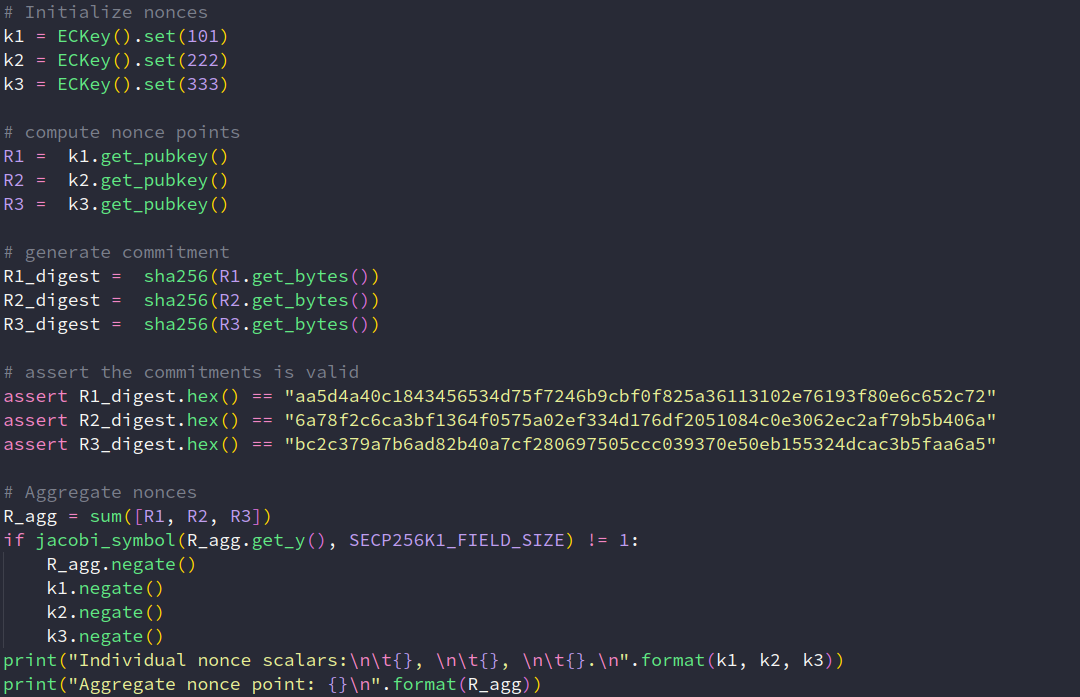 # Initialize nonces
k1 = ECKey().set(101)
k2 = ECKey().set(222)
k3 = ECKey().set(333)
# compute nonce points
R1 =  k1.get_pubkey()
R2 =  k2.get_pubkey()
R3 =  k3.get_pubkey()
# generate commitment
R1_digest =  sha256(R1.get_bytes())
R2_digest =  sha256(R2.get_bytes())
R3_digest =  sha256(R3.get_bytes())
# assert the commitments is valid
assert R1_digest.hex() == "aa5d4a40c1843456534d75f7246b9cbf0f825a36113102e76193f80e6c652c72"
assert R2_digest.hex() == "6a78f2c6ca3bf1364f0575a02ef334d176df2051084c0e3062ec2af79b5b406a"
assert R3_digest.hex() == "bc2c379a7b6ad82b40a7cf280697505ccc039370e50eb155324dcac3b5faa6a5"
# Aggregate nonces
R_agg = sum([R1, R2, R3])
if jacobi_symbol(R_agg.get_y(), SECP256K1_FIELD_SIZE) != 1:
    R_agg.negate()
    k1.negate()
    k2.negate()
    k3.negate()
print("Individual nonce scalars:\n\t{}, \n\t{}, \n\t{}.\n".format(k1, k2, k3))
print("Aggregate nonce point: {}\n".format(R_agg))